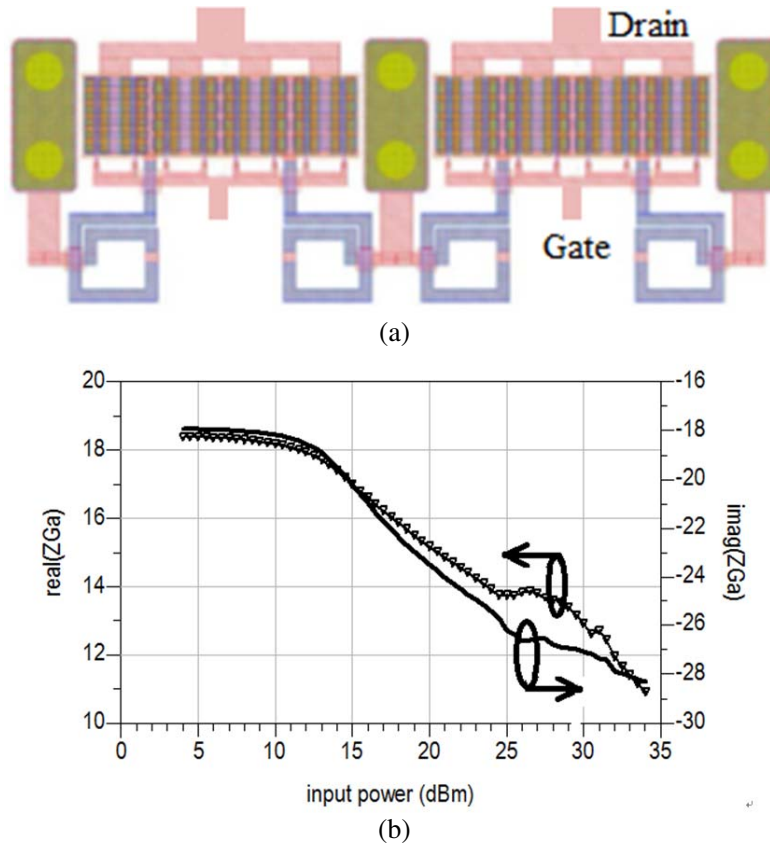 Drain
Gate
(a)
20 -16
18 -18
-20
16 -22
14 -24
-26
12 -28
10 -30
real(ZGa)
imag(ZGa)
0 5 10 15 20 25 30 35
input power (dBm)
(b)